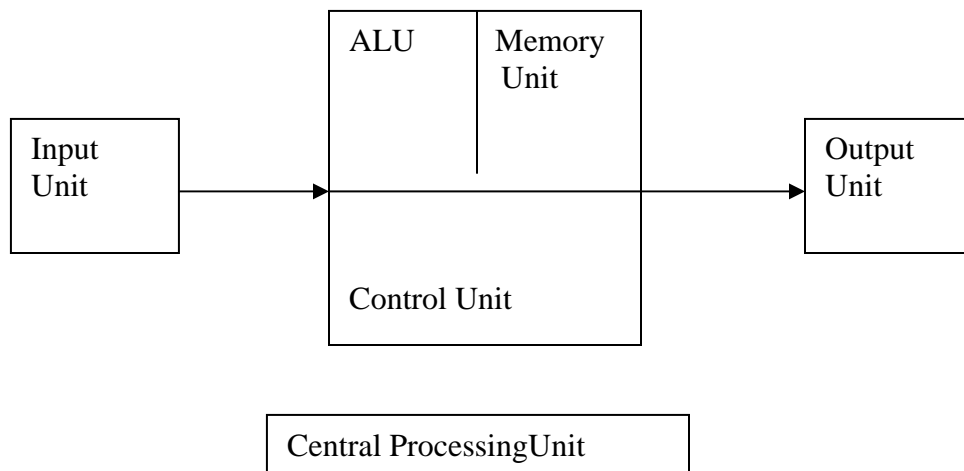 ALU
Memory
Unit
Input
Unit
Output
Unit
Control Unit
Central ProcessingUnit